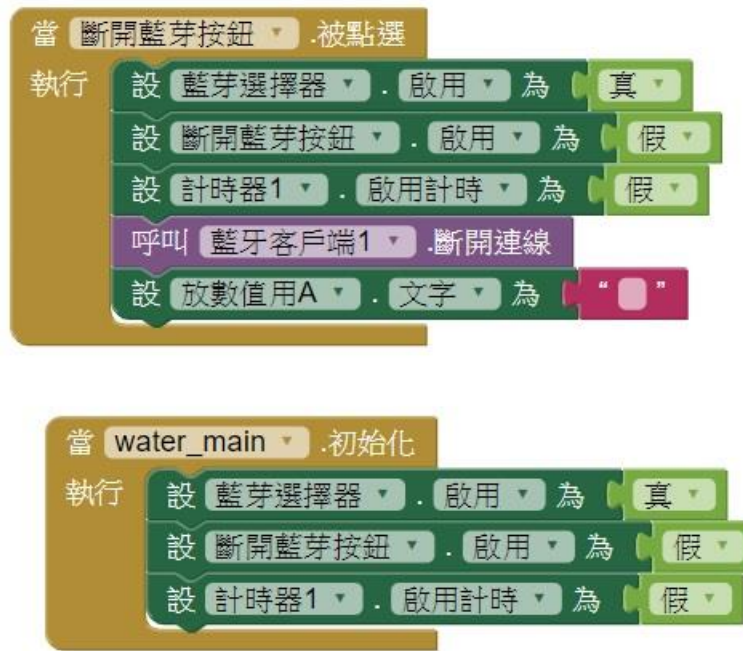 當 斷開藍芽按鈕 .被點選
執行 設 藍芽選擇器 . 啟用 為 真
設 斷開藍芽按鈕 . 啟用 為 假
設 計時器1 . 啟用計時 為 假
呼叫 藍牙客戶端1 .斷開連線
設 放數值用A . 文字 為 " "
當 water_main .初始化
執行 設 藍芽選擇器 . 啟用 為 真
設 斷開藍芽按鈕 . 啟用 為 假
設 計時器1 . 啟用計時 為 假